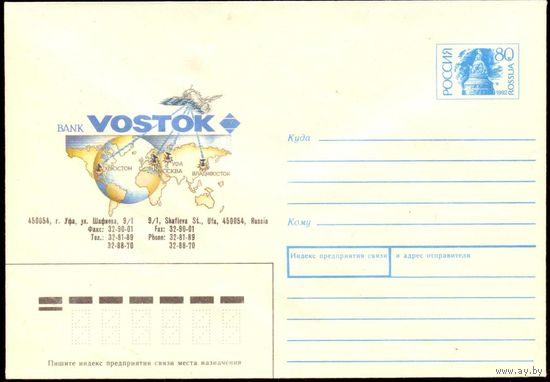 РОССИЯ 80
1992 ROSSIJA
BANK VOSTOK
БОСТОН
УФА
МОСКВА
ВЛАДИВОСТОК
450054, г. Уфа, ул. Шафиева, 9/1
Факс: 32-90-01
Тел.: 32-81-89
32-88-70
9/1, Shafieva St., Ufa, 450054, Russia
Fax: 32-90-01
Phone: 32-81-89
32-88-70
Куда
Кому
Индекс предприятия связи и адрес отправителя
Пишите индекс предприятия связи места назначения
www.ay.by